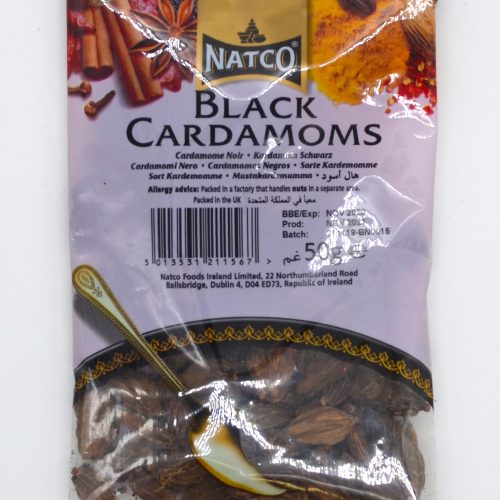 NATCO
BLACK
CARDAMOMS
Cardamome Noir • Kardamom Schwarz
Cardamomi Nero • Cardamomos Negros • Sorte Kardemomme
Sort Kardemomme • Mustakardemumma • هال أسود
Allergy advice: Packed in a factory that handles nuts in a separate area.
Packed in the UK معبأ في المملكة المتحدة
BBE/Exp: NOV
Prod:
Batch:
50g غم e
5 013531 211567 >
Natco Foods Ireland Limited, 22 Northumberland Road
Ballsbridge, Dublin 4, D04 ED73, Republic of Ireland